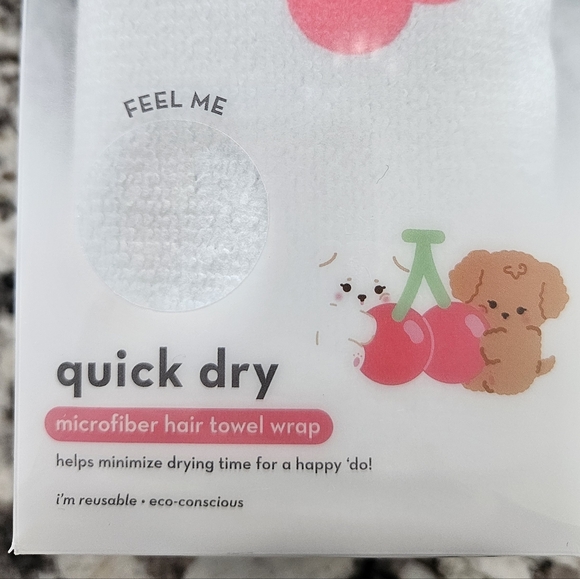 FEEL ME
quick dry
microfiber hair towel wrap
helps minimize drying time for a happy 'do!
i'm reusable • eco-conscious